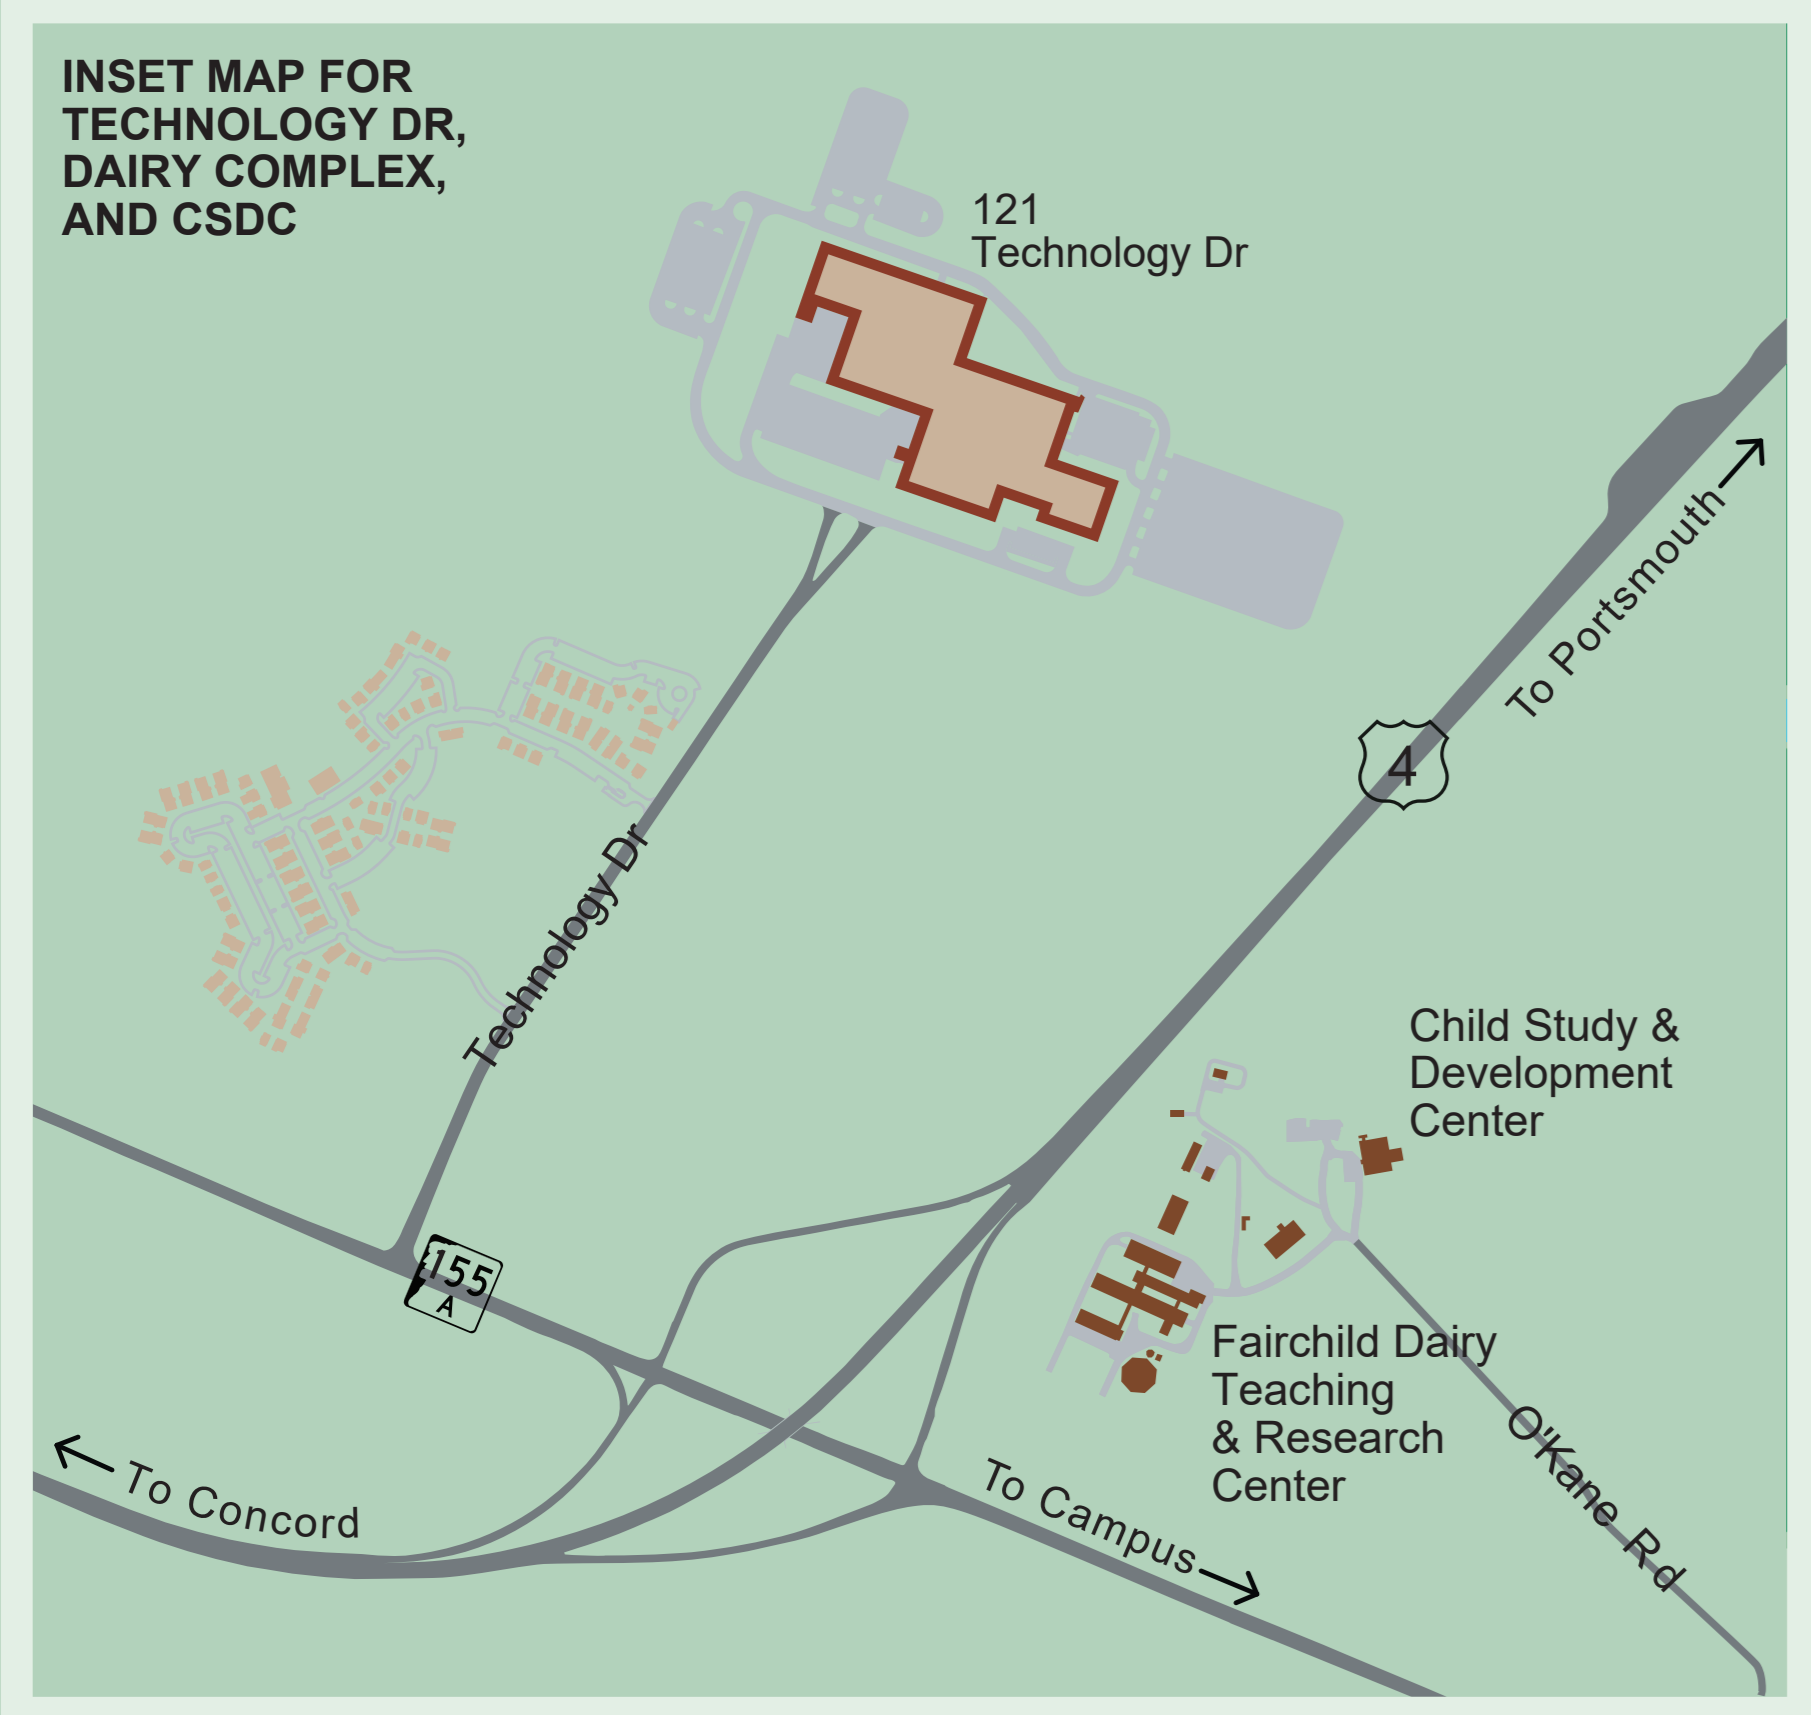 INSET MAP FOR
TECHNOLOGY DR,
DAIRY COMPLEX,
AND CSDC
121
Technology Dr
To Portsmouth
4
Technology Dr
Child Study &
Development
Center
155
A
Fairchild Dairy
Teaching
& Research
Center
O'Kane Rd
To Concord
To Campus